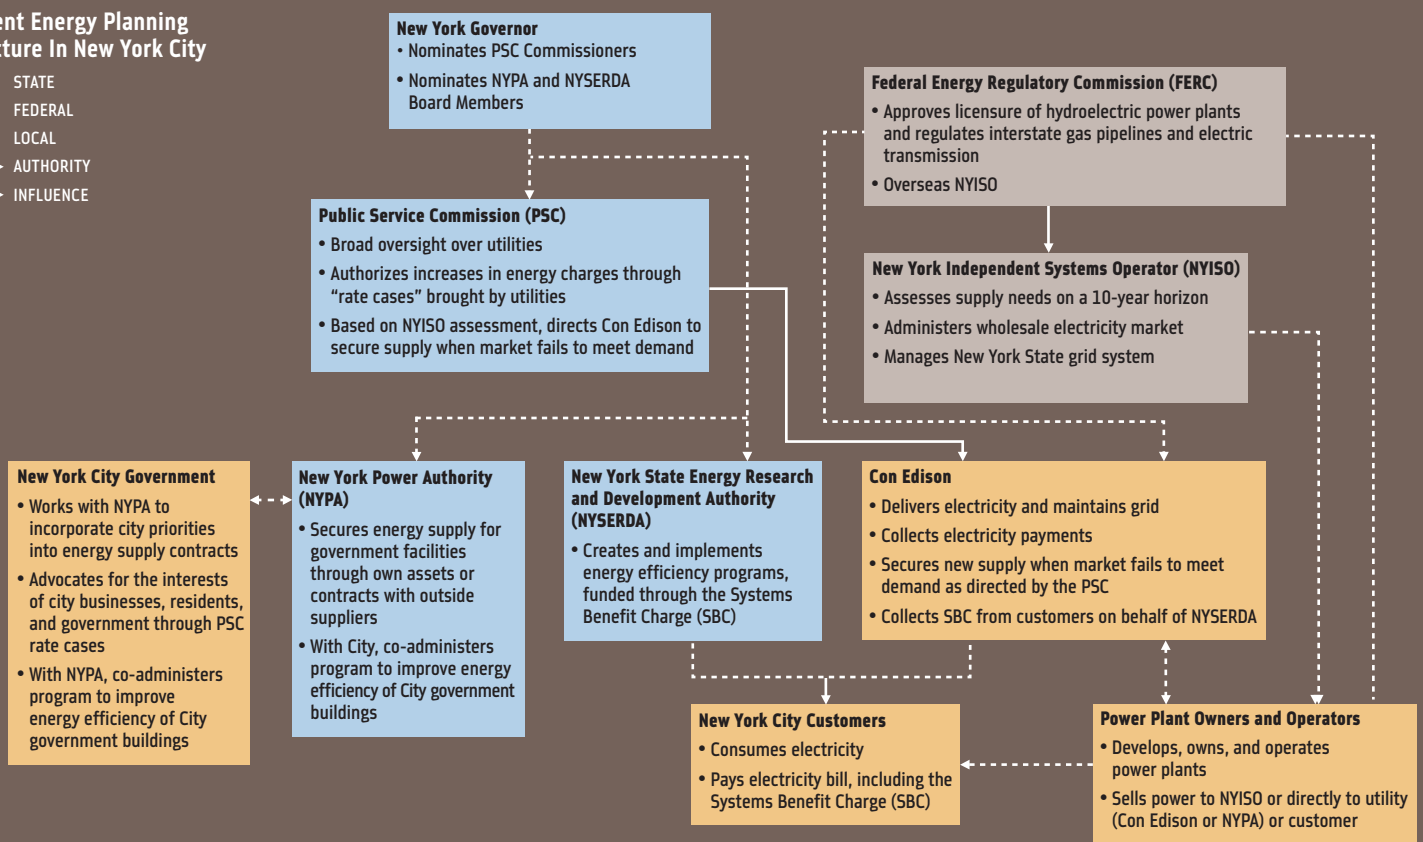 ent Energy Planning
cture In New York City
STATE
FEDERAL
LOCAL
AUTHORITY
INFLUENCE
New York Governor
• Nominates PSC Commissioners
• Nominates NYPA and NYSERDA
Board Members
Federal Energy Regulatory Commission (FERC)
• Approves licensure of hydroelectric power plants
and regulates interstate gas pipelines and electric
transmission
• Overseas NYISO
Public Service Commission (PSC)
• Broad oversight over utilities
• Authorizes increases in energy charges through
“rate cases” brought by utilities
• Based on NYISO assessment, directs Con Edison to
secure supply when market fails to meet demand
New York Independent Systems Operator (NYISO)
• Assesses supply needs on a 10-year horizon
• Administers wholesale electricity market
• Manages New York State grid system
New York City Government
• Works with NYPA to
incorporate city priorities
into energy supply contracts
• Advocates for the interests
of city businesses, residents,
and government through PSC
rate cases
• With NYPA, co-administers
program to improve
energy efficiency of City
government buildings
New York Power Authority
(NYPA)
• Secures energy supply for
government facilities
through own assets or
contracts with outside
suppliers
• With City, co-administers
program to improve energy
efficiency of City government
buildings
New York State Energy Research
and Development Authority
(NYSERDA)
• Creates and implements
energy efficiency programs,
funded through the Systems
Benefit Charge (SBC)
Con Edison
• Delivers electricity and maintains grid
• Collects electricity payments
• Secures new supply when market fails to meet
demand as directed by the PSC
• Collects SBC from customers on behalf of NYSERDA
New York City Customers
• Consumes electricity
• Pays electricity bill, including the
Systems Benefit Charge (SBC)
Power Plant Owners and Operators
• Develops, owns, and operates
power plants
• Sells power to NYISO or directly to utility
(Con Edison or NYPA) or customer